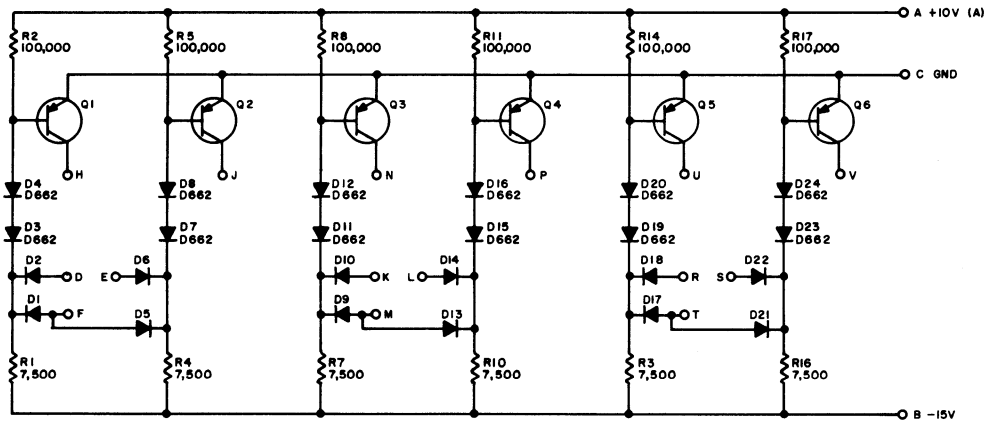 A +10V (A)
R2
100,000
R5
100,000
R8
100,000
R11
100,000
R14
100,000
R17
100,000
C GND
Q1
Q2
Q3
Q4
Q5
Q6
H
J
N
P
U
V
D4
D662
D8
D662
D12
D662
D16
D662
D20
D662
D24
D662
D3
D662
D7
D662
D11
D662
D15
D662
D19
D662
D23
D662
D2
D
E
D6
D10
K
L
D14
D18
R
S
D22
D1
F
D5
D9
M
D13
D17
T
D21
R1
7,500
R4
7,500
R7
7,500
R10
7,500
R3
7,500
R16
7,500
B -15V